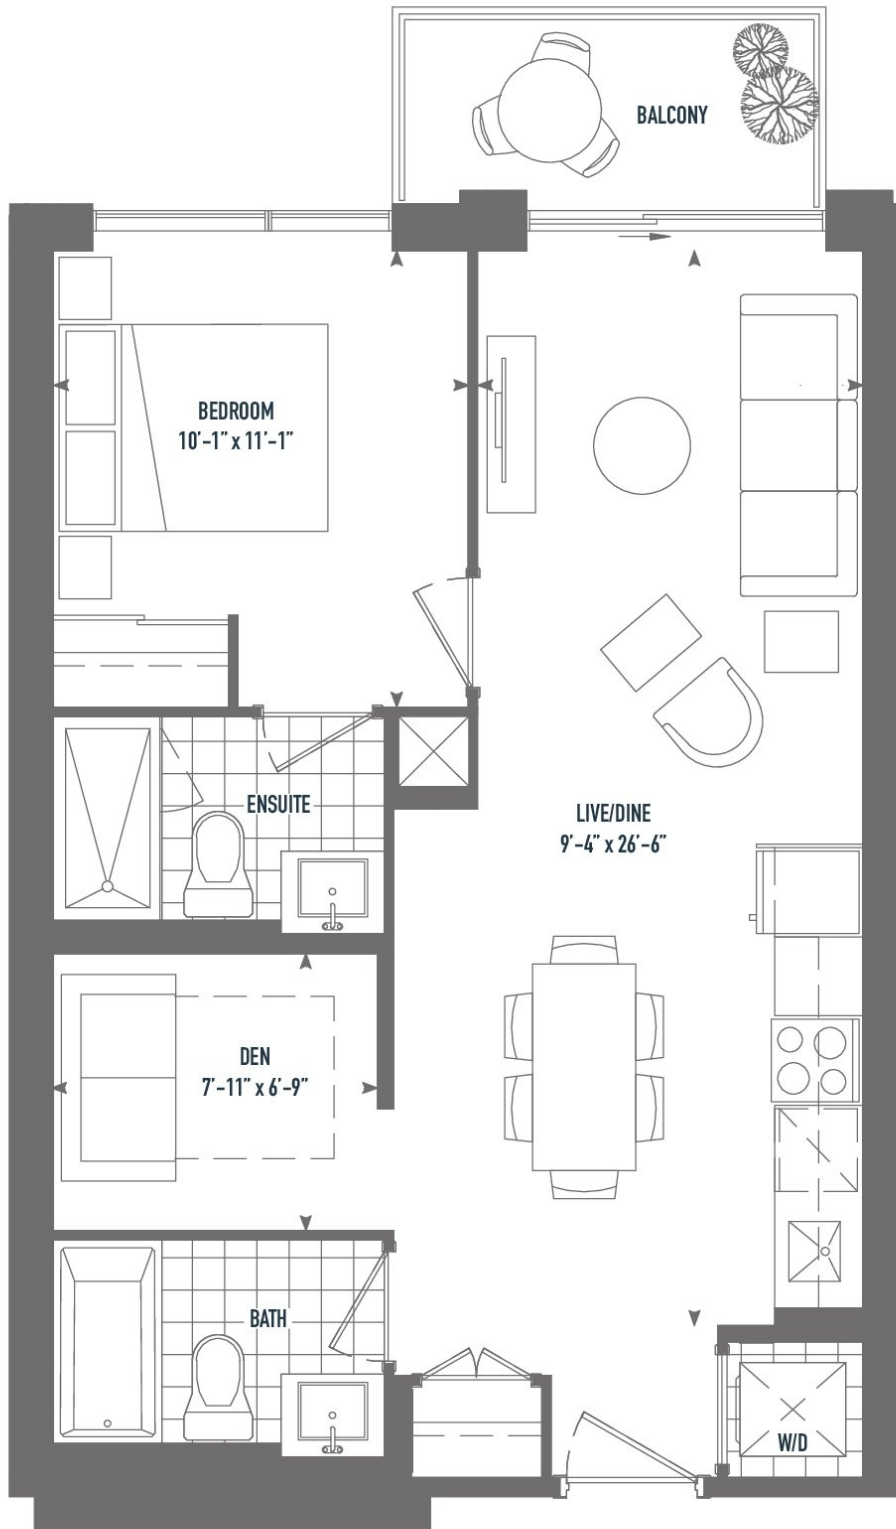 BALCONY
BEDROOM
10’-1” x 11’-1”
ENSUITE
LIVE/DINE
9’-4” x 26’-6”
DEN
7’-11” x 6’-9”
BATH
W/D